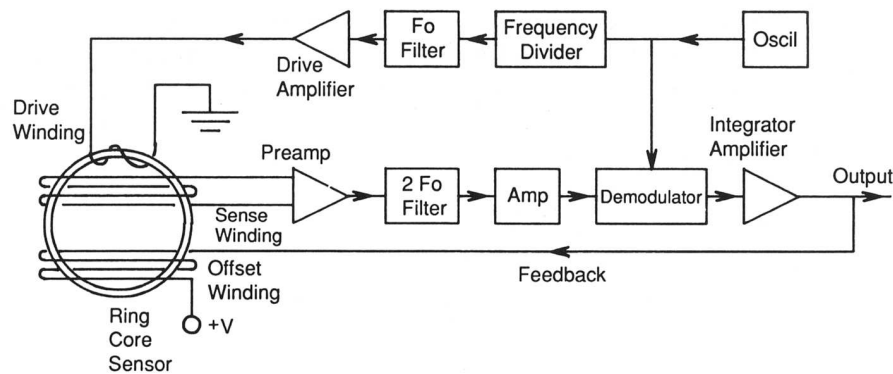 Fo
Filter
Frequency
Divider
Oscil
Drive
Amplifier
Drive
Winding
Integrator
Amplifier
Preamp
2 Fo
Filter
Amp
Demodulator
Output
Sense
Winding
Feedback
Offset
Winding
+V
Ring
Core
Sensor